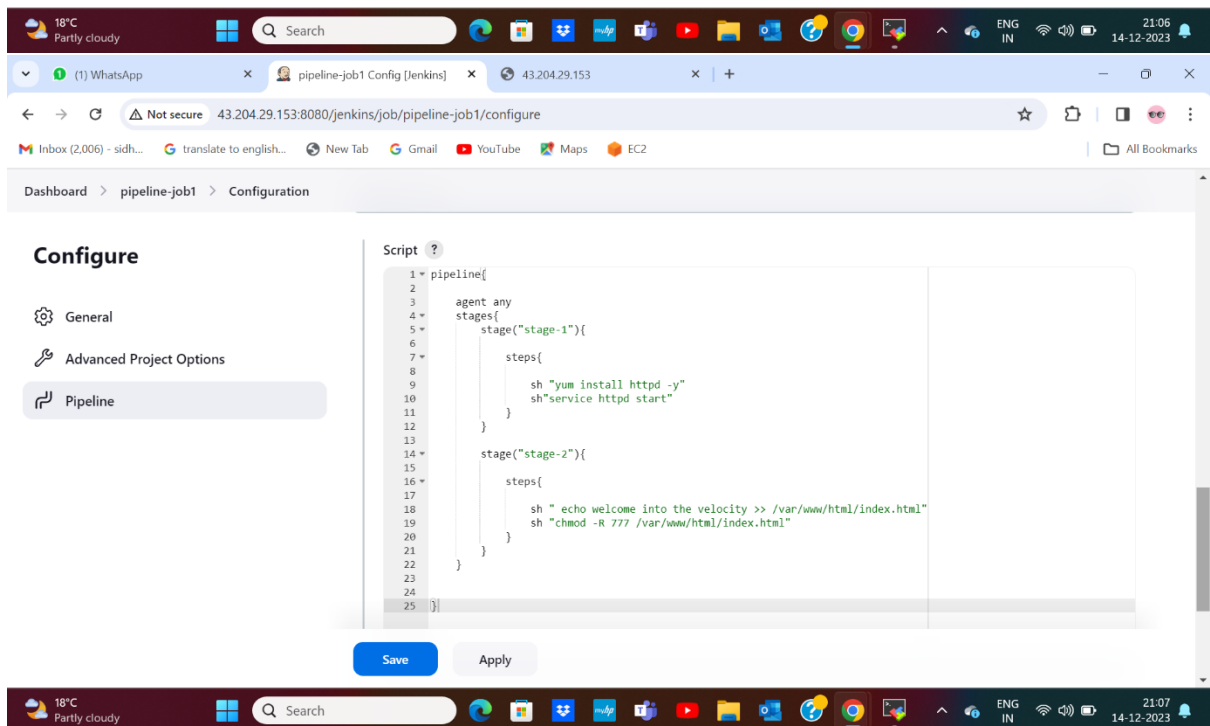 18°C
Partly cloudy
Search
ENG
IN
21:06
14-12-2023
(1) WhatsApp
pipeline-job1 Config [Jenkins]
43.204.29.153
Not secure
43.204.29.153:8080/jenkins/job/pipeline-job1/configure
Inbox (2,006) - sidh...
translate to english...
New Tab
Gmail
YouTube
Maps
EC2
All Bookmarks
Dashboard > pipeline-job1 > Configuration
Configure
General
Advanced Project Options
Pipeline
Script ?
1 pipeline{
2
3 agent any
4 stages{
5 stage("stage-1"){
6
7 steps{
8
9 sh "yum install httpd -y"
10 sh"service httpd start"
11 }
12 }
13
14 stage("stage-2"){
15
16 steps{
17
18 sh " echo welcome into the velocity >> /var/www/html/index.html"
19 sh "chmod -R 777 /var/www/html/index.html"
20 }
21 }
22 }
23
24
25 }
Save
Apply
18°C
Partly cloudy
Search
ENG
IN
21:07
14-12-2023